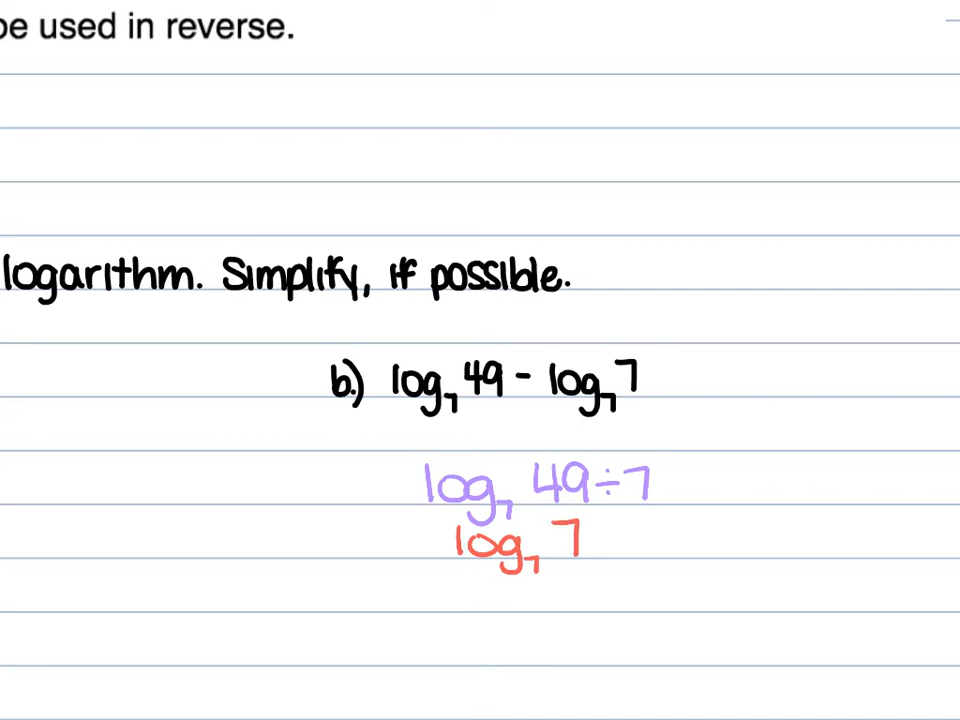 be used in reverse.
logarithm. Simplify, if possible.
b.) log₇ 49 - log₇ 7
log₇ 49 ÷ 7
log₇ 7